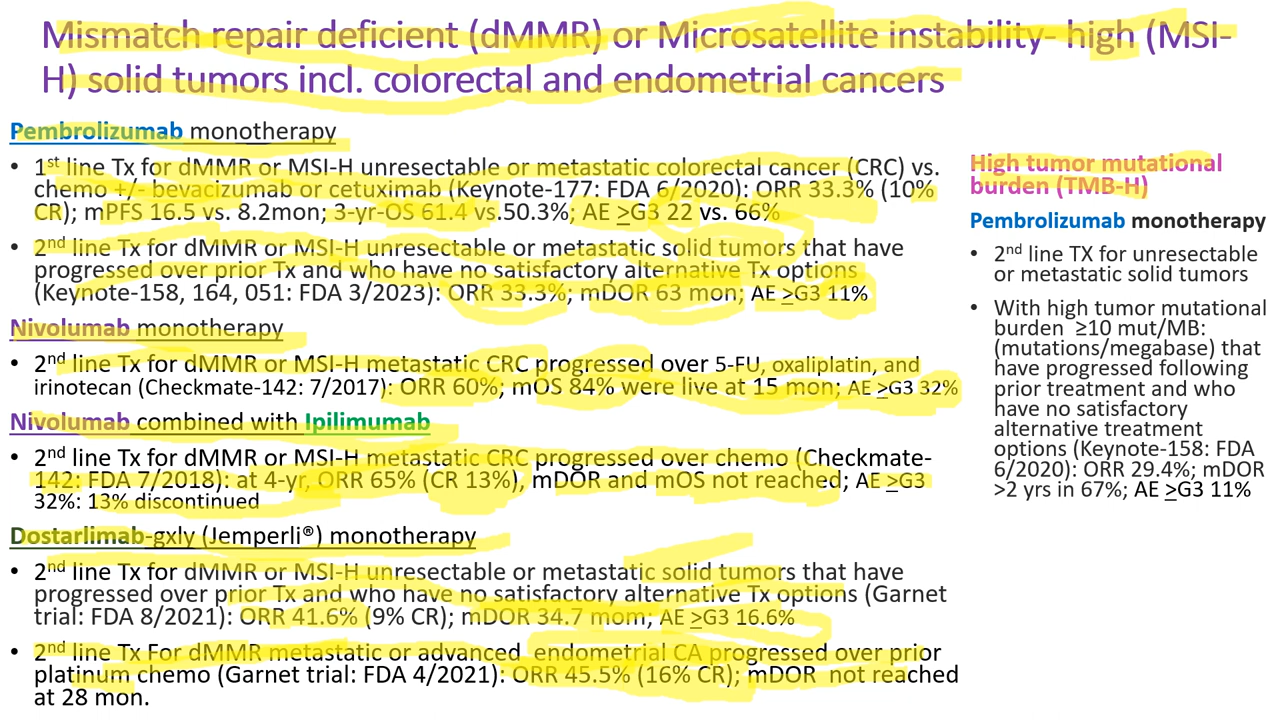 Mismatch repair deficient (dMMR) or Microsatellite instability- high (MSI-
H) solid tumors incl. colorectal and endometrial cancers
Pembrolizumab monotherapy
• 1st line Tx for dMMR or MSI-H unresectable or metastatic colorectal cancer (CRC) vs.
chemo +/- bevacizumab or cetuximab (Keynote-177: FDA 6/2020): ORR 33.3% (10%
CR); mPFS 16.5 vs. 8.2mon; 3-yr-OS 61.4 vs.50.3%; AE >G3 22 vs. 66%
• 2nd line Tx for dMMR or MSI-H unresectable or metastatic solid tumors that have
progressed over prior Tx and who have no satisfactory alternative Tx options
(Keynote-158, 164, 051: FDA 3/2023): ORR 33.3%; mDOR 63 mon; AE >G3 11%
Nivolumab monotherapy
• 2nd line Tx for dMMR or MSI-H metastatic CRC progressed over 5-FU, oxaliplatin, and
irinotecan (Checkmate-142: 7/2017): ORR 60%; mOS 84% were live at 15 mon; AE >G3 32%
Nivolumab combined with Ipilimumab
• 2nd line Tx for dMMR or MSI-H metastatic CRC progressed over chemo (Checkmate-
142: FDA 7/2018): at 4-yr, ORR 65% (CR 13%), mDOR and mOS not reached; AE >G3
32%: 13% discontinued
Dostarlimab-gxly (Jemperli®) monotherapy
• 2nd line Tx for dMMR or MSI-H unresectable or metastatic solid tumors that have
progressed over prior Tx and who have no satisfactory alternative Tx options (Garnet
trial: FDA 8/2021): ORR 41.6% (9% CR); mDOR 34.7 mom; AE >G3 16.6%
• 2nd line Tx For dMMR metastatic or advanced endometrial CA progressed over prior
platinum chemo (Garnet trial: FDA 4/2021): ORR 45.5% (16% CR); mDOR not reached
at 28 mon.
High tumor mutational
burden (TMB-H)
Pembrolizumab monotherapy
• 2nd line TX for unresectable
or metastatic solid tumors
• With high tumor mutational
burden ≥10 mut/MB:
(mutations/megabase) that
have progressed following
prior treatment and who
have no satisfactory
alternative treatment
options (Keynote-158: FDA
6/2020): ORR 29.4%; mDOR
>2 yrs in 67%; AE >G3 11%